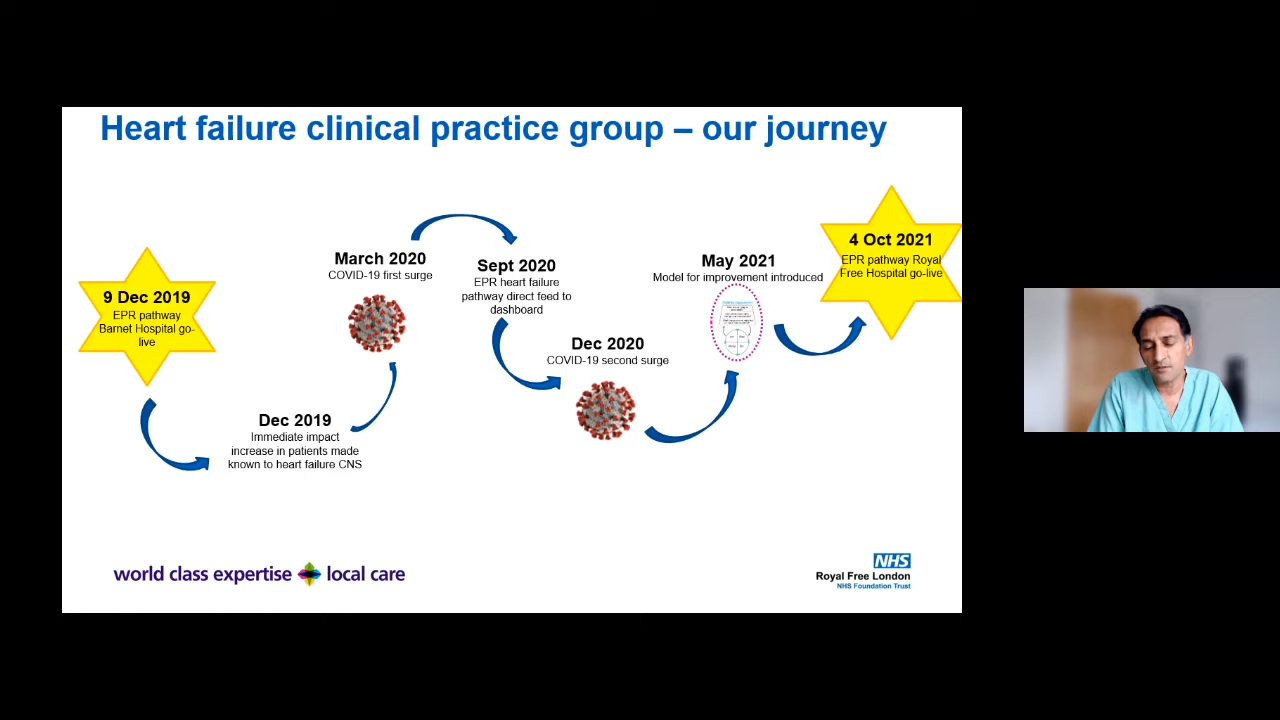 Heart failure clinical practice group – our journey
9 Dec 2019
EPR pathway
Barnet Hospital go-
live
Dec 2019
Immediate impact
increase in patients made
known to heart failure CNS
March 2020
COVID-19 first surge
Sept 2020
EPR heart failure
pathway direct feed to
dashboard
Dec 2020
COVID-19 second surge
May 2021
Model for improvement introduced
4 Oct 2021
EPR pathway Royal
Free Hospital go-live
world class expertise local care
NHS
Royal Free London
NHS Foundation Trust